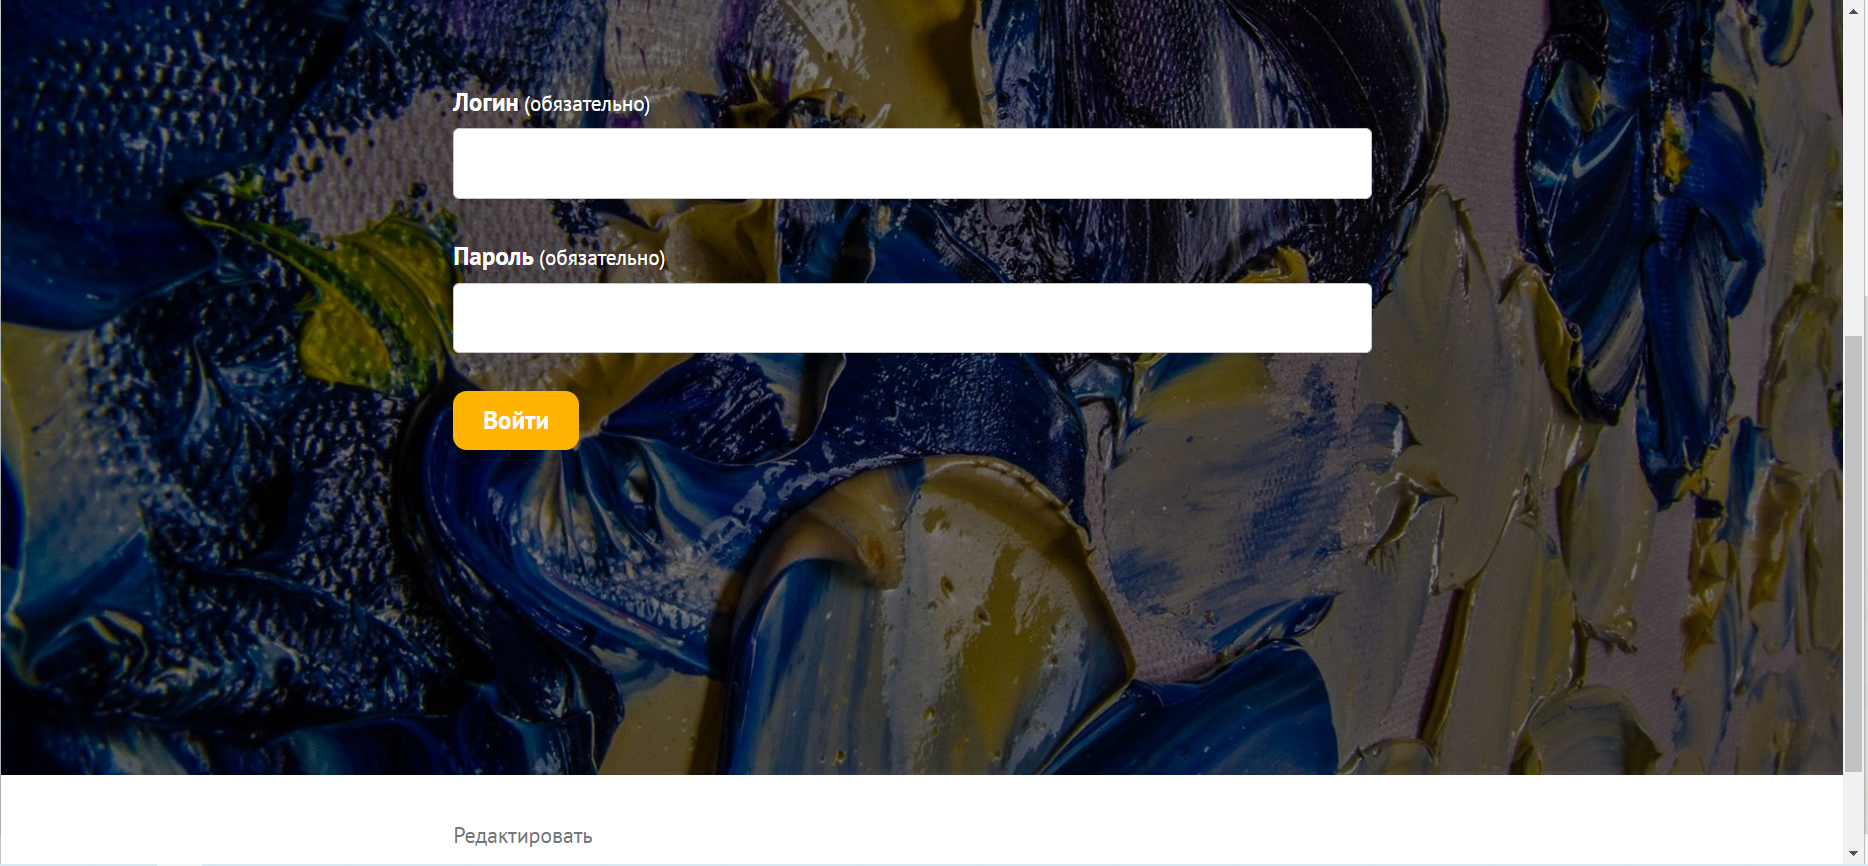 Логин (обязательно)
Пароль (обязательно)
Войти
Редактировать